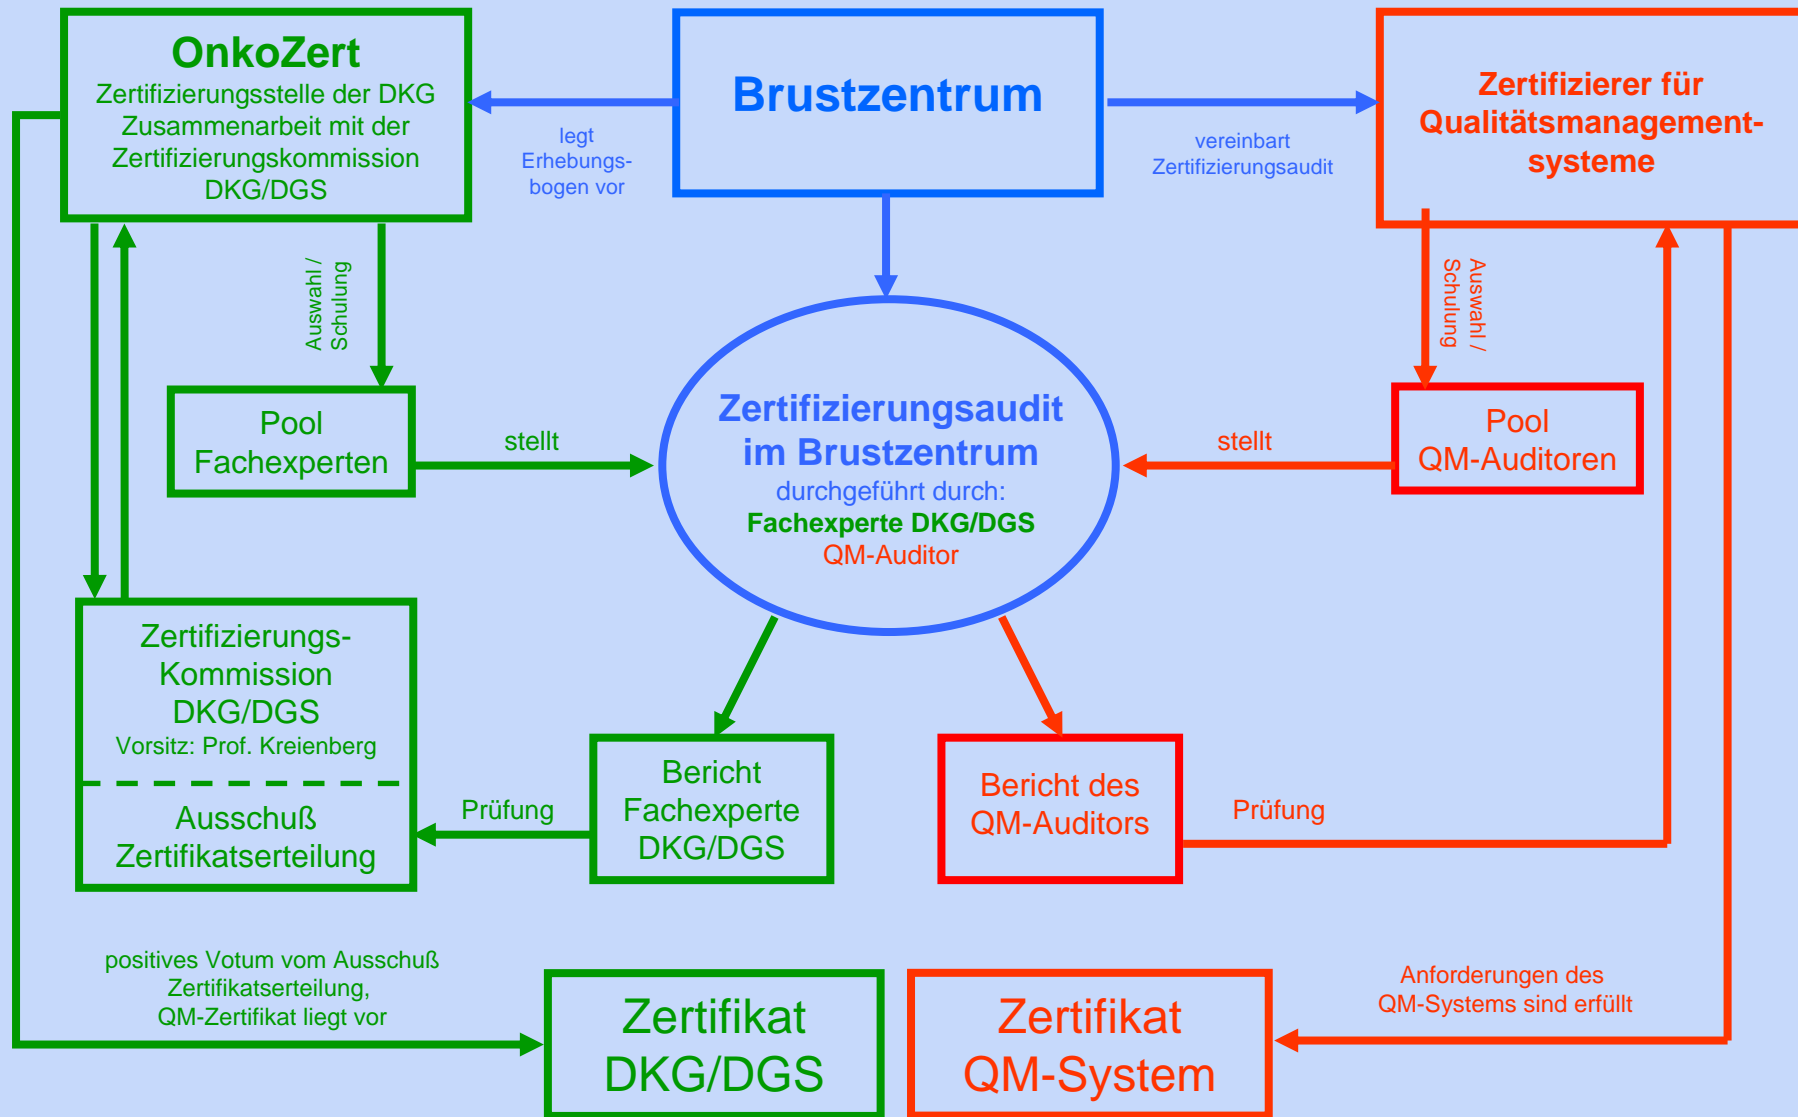 OnkoZert
Zertifizierungsstelle der DKG
Zusammenarbeit mit der
Zertifizierungskommission
DKG/DGS
legt
Erhebungs-
bogen vor
Brustzentrum
vereinbart
Zertifizierungsaudit
Zertifizierer für
Qualitätsmanagement-
systeme
Auswahl /
Schulung
Auswahl /
Schulung
Pool
Fachexperten
stellt
Zertifizierungsaudit
im Brustzentrum
durchgeführt durch:
Fachexperte DKG/DGS
QM-Auditor
stellt
Pool
QM-Auditoren
Zertifizierungs-
Kommission
DKG/DGS
Vorsitz: Prof. Kreienberg
Ausschuß
Zertifikatserteilung
Prüfung
Bericht
Fachexperte
DKG/DGS
Bericht des
QM-Auditors
Prüfung
positives Votum vom Ausschuß
Zertifikatserteilung,
QM-Zertifikat liegt vor
Zertifikat
DKG/DGS
Zertifikat
QM-System
Anforderungen des
QM-Systems sind erfüllt